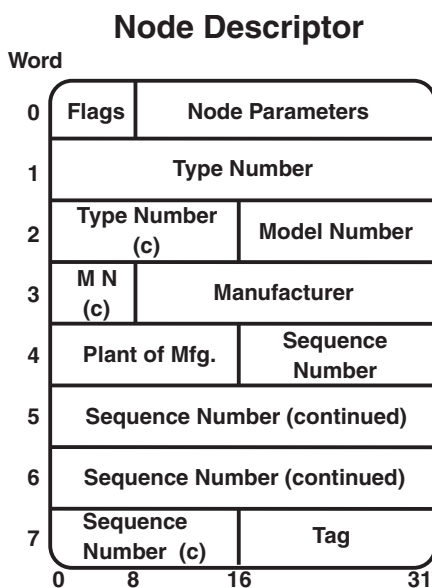 Node Descriptor
Word
0 Flags Node Parameters
1 Type Number
2 Type Number (c) Model Number
3 M N (c) Manufacturer
4 Plant of Mfg. Sequence Number
5 Sequence Number (continued)
6 Sequence Number (continued)
7 Sequence Number (c) Tag
0 8 16 31